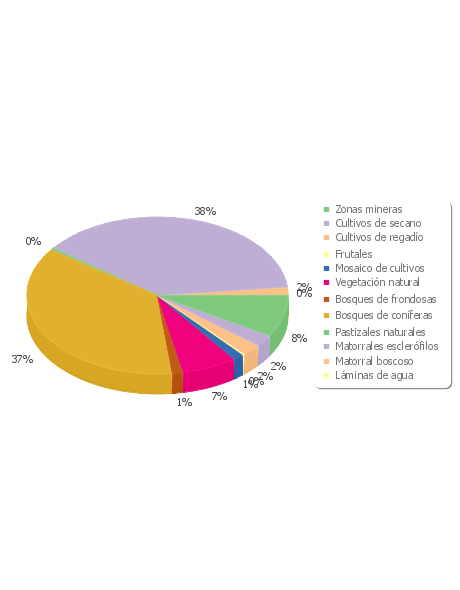 38%
Zonas mineras
Cultivos de secano
Cultivos de regadío
0%
Frutales
Mosaico de cultivos
Vegetación natural
2%
0%
Bosques de frondosas
Bosques de coníferas
Pastizales naturales
8%
Matorrales esclerófilos
37%
Matorral boscoso
2%
Láminas de agua
2%
0%
1%
7%
1%